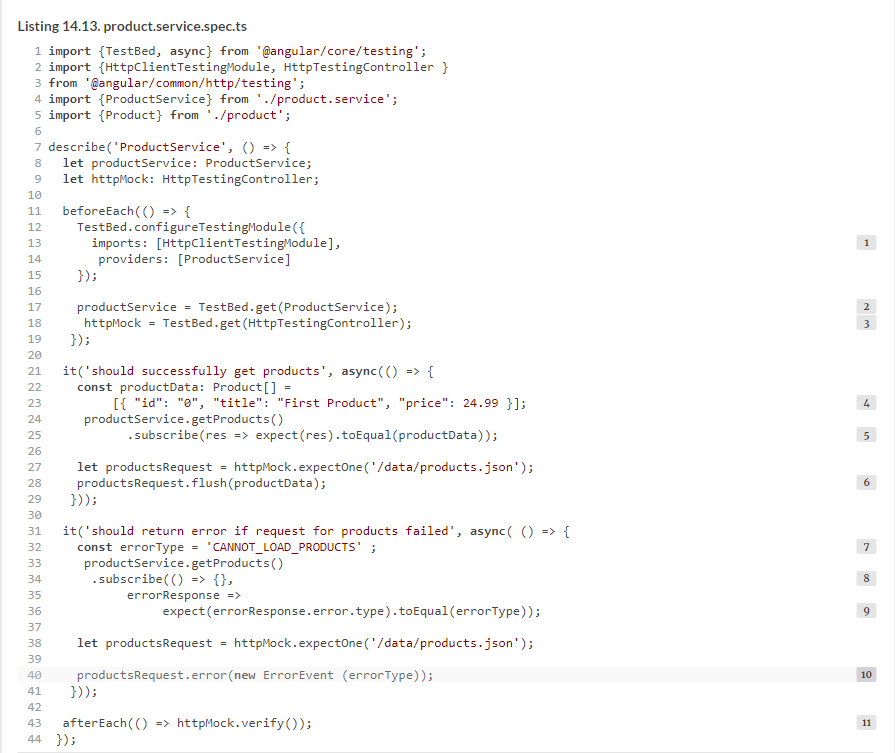 Listing 14.13. product.service.spec.ts
1 import {TestBed, async} from '@angular/core/testing';
2 import {HttpClientTestingModule, HttpTestingController }
3 from '@angular/common/http/testing';
4 import {ProductService} from './product.service';
5 import {Product} from './product';
6
7 describe('ProductService', () => {
8   let productService: ProductService;
9   let httpMock: HttpTestingController;
10
11   beforeEach(() => {
12     TestBed.configureTestingModule({
13       imports: [HttpClientTestingModule], 1
14        providers: [ProductService]
15     });
16
17     productService = TestBed.get(ProductService); 2
18      httpMock = TestBed.get(HttpTestingController); 3
19    });
20
21   it('should successfully get products', async(() => {
22     const productData: Product[] =
23          [{ "id": "0", "title": "First Product", "price": 24.99 }]; 4
24      productService.getProducts()
25            .subscribe(res => expect(res).toEqual(productData)); 5
26
27     let productsRequest = httpMock.expectOne('/data/products.json');
28     productsRequest.flush(productData); 6
29    }));
30
31   it('should return error if request for products failed', async( () => {
32     const errorType = 'CANNOT_LOAD_PRODUCTS' ; 7
33      productService.getProducts()
34       .subscribe(() => {}, 8
35            errorResponse =>
36                 expect(errorResponse.error.type).toEqual(errorType)); 9
37
38     let productsRequest = httpMock.expectOne('/data/products.json');
39
40     productsRequest.error(new ErrorEvent (errorType)); 10
41    }));
42
43   afterEach(() => httpMock.verify()); 11
44  });